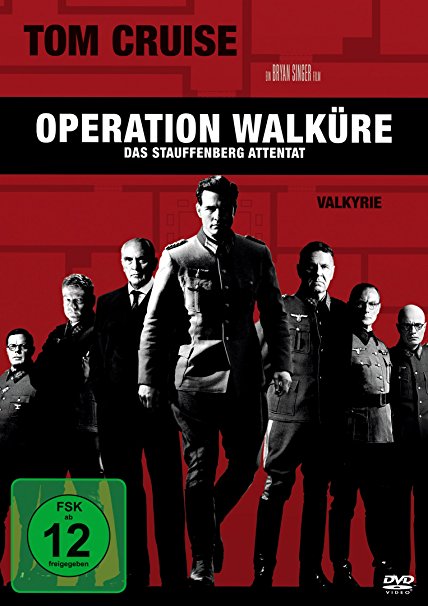 TOM CRUISE
EIN BRYAN SINGER FILM
OPERATION WALKÜRE
DAS STAUFFENBERG ATTENTAT
VALKYRIE
FSK
ab
12
freigegeben
DVD
VIDEO